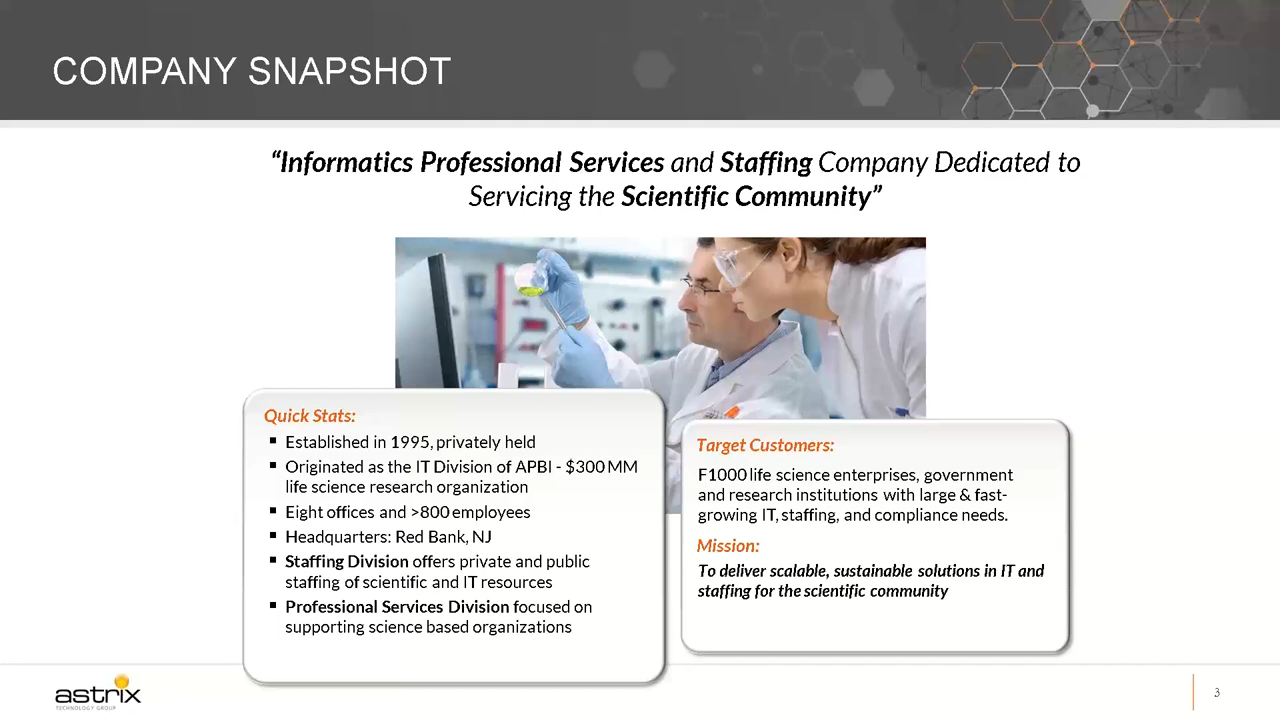 COMPANY SNAPSHOT
“Informatics Professional Services and Staffing Company Dedicated to
Servicing the Scientific Community”
Quick Stats:
▪ Established in 1995, privately held
▪ Originated as the IT Division of APBI - $300 MM
life science research organization
▪ Eight offices and >800 employees
▪ Headquarters: Red Bank, NJ
▪ Staffing Division offers private and public
staffing of scientific and IT resources
▪ Professional Services Division focused on
supporting science based organizations
Target Customers:
F1000 life science enterprises, government
and research institutions with large & fast-
growing IT, staffing, and compliance needs.
Mission:
To deliver scalable, sustainable solutions in IT and
staffing for the scientific community
astrix
TECHNOLOGY GROUP
3